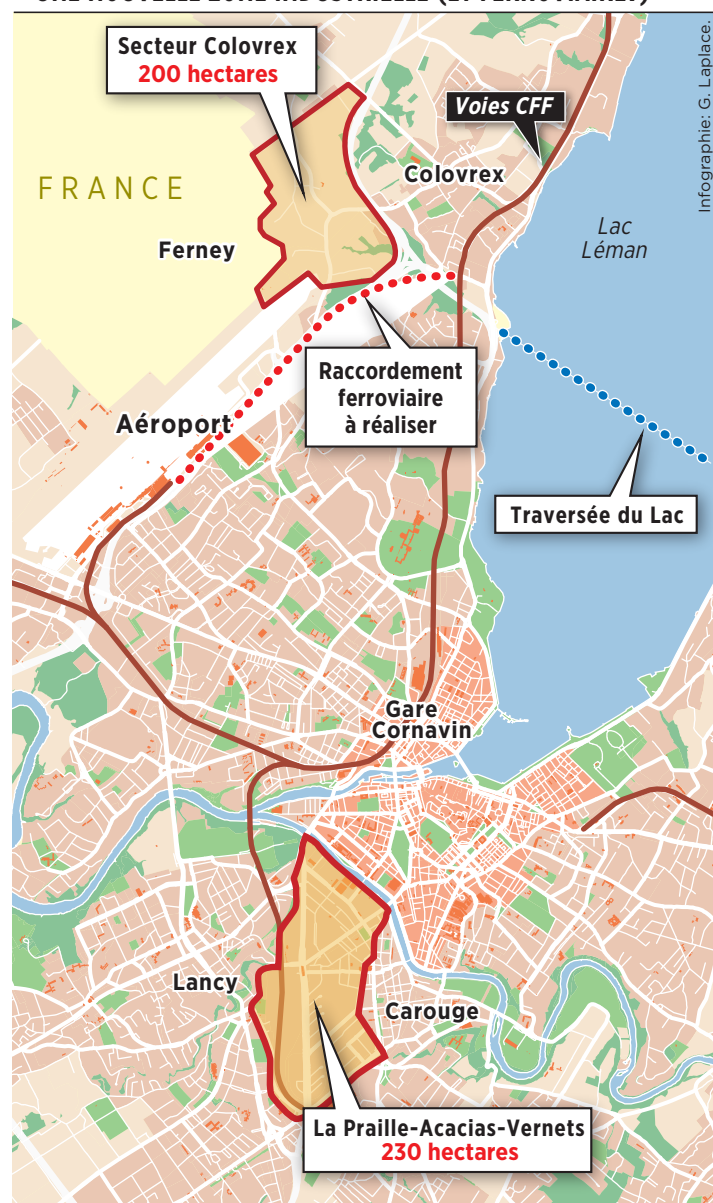 Secteur Colovrex
200 hectares
Infographie: G. Laplace.
Voies CFF
Colovrex
FRANCE
Ferney
Lac
Léman
Raccordement
ferroviaire
à réaliser
Aéroport
Traversée du Lac
Gare
Cornavin
Lancy
Carouge
La Praille-Acacias-Vernets
230 hectares